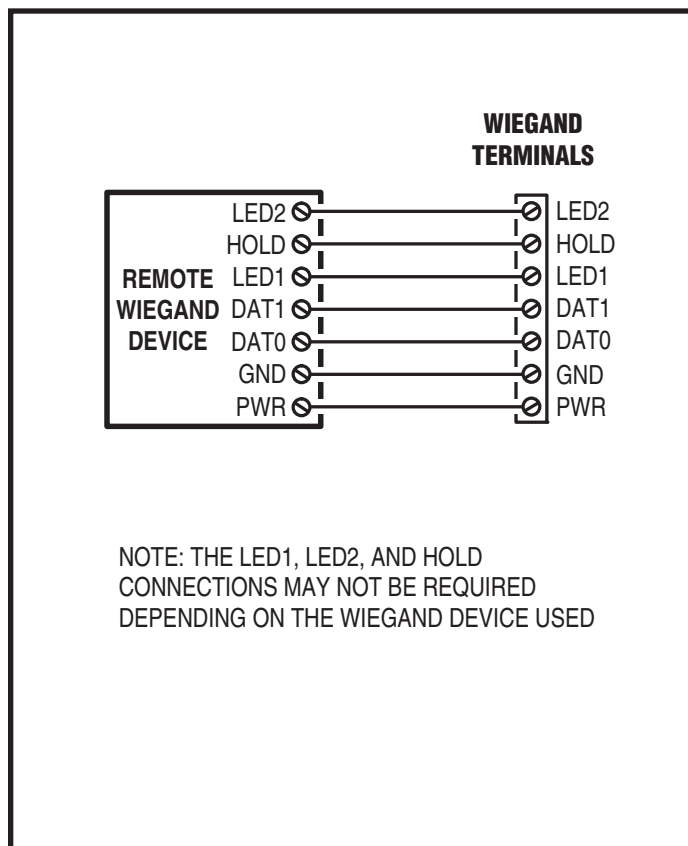 WIEGAND
TERMINALS
LED2
HOLD
LED1
DAT1
DAT0
GND
PWR
REMOTE
WIEGAND
DEVICE
LED2
HOLD
LED1
DAT1
DAT0
GND
PWR
NOTE: THE LED1, LED2, AND HOLD
CONNECTIONS MAY NOT BE REQUIRED
DEPENDING ON THE WIEGAND DEVICE USED